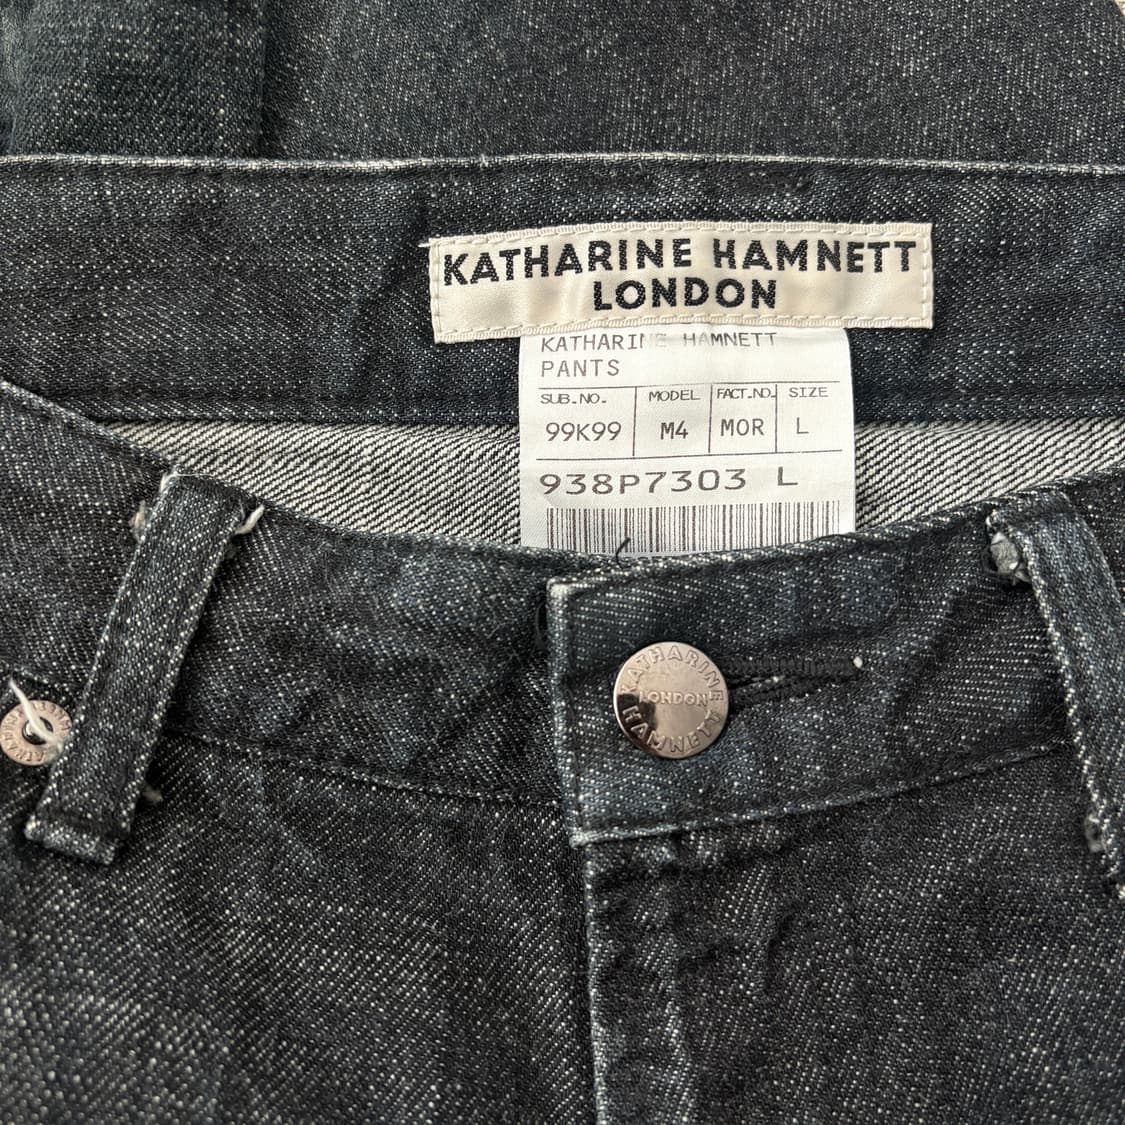 KATHARINE HAMNETT
LONDON
KATHARINE HAMNETT
PANTS
SUB.NO. MODEL FACT.NO. SIZE
99K99 M4 MOR L
938P7303 L
KATHARINE
LONDON
HAMNETT